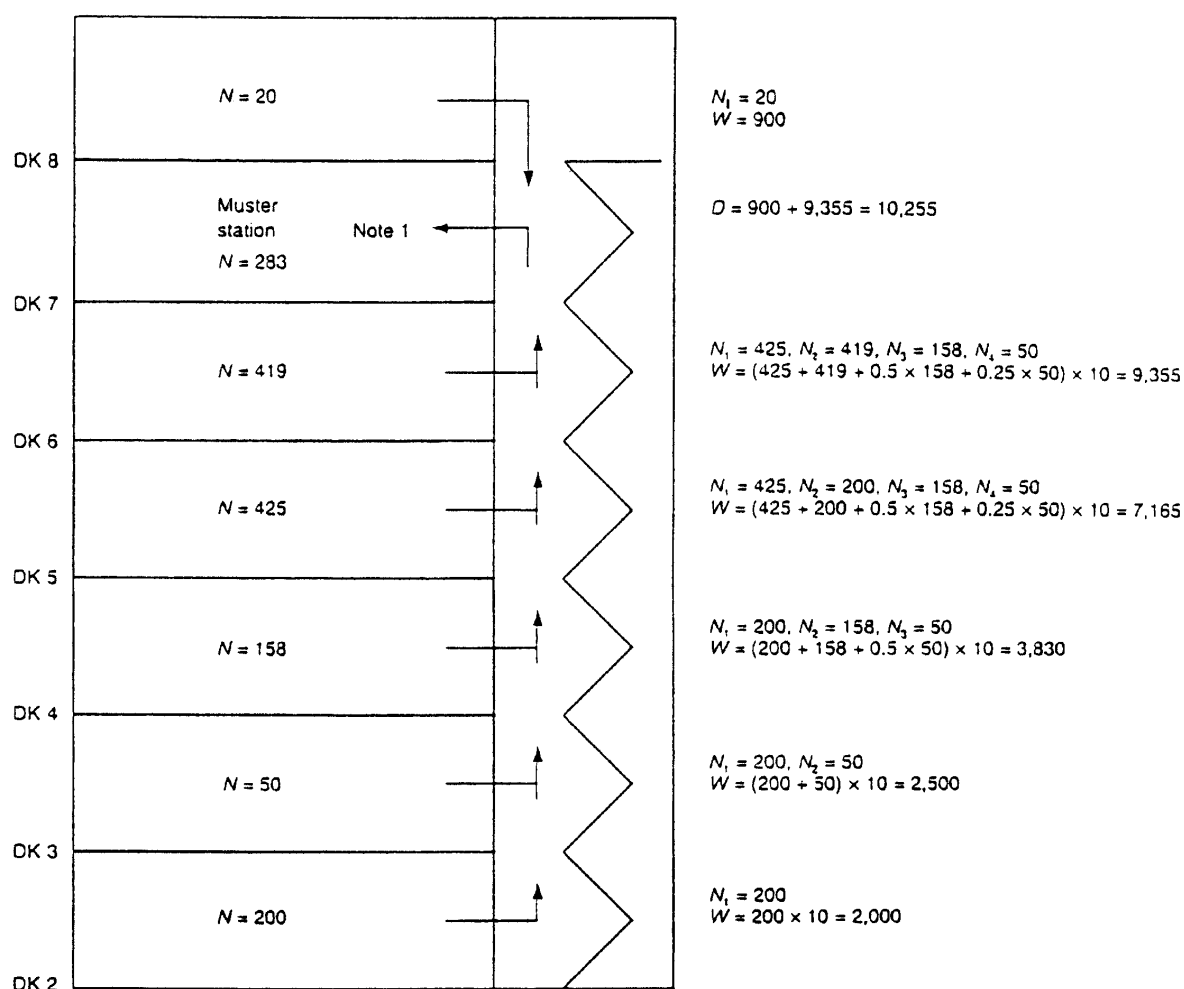 N = 20
N₁ = 20
W = 900
DK 8
Muster
station
Note 1
N = 283
D = 900 + 9,355 = 10,255
DK 7
N = 419
N₁ = 425, N₂ = 419, N₃ = 158, N₄ = 50
W = (425 + 419 + 0.5 × 158 + 0.25 × 50) × 10 = 9,355
DK 6
N = 425
N₁ = 425, N₂ = 200, N₃ = 158, N₄ = 50
W = (425 + 200 + 0.5 × 158 + 0.25 × 50) × 10 = 7,165
DK 5
N = 158
N₁ = 200, N₂ = 158, N₃ = 50
W = (200 + 158 + 0.5 × 50) × 10 = 3,830
DK 4
N = 50
N₁ = 200, N₂ = 50
W = (200 + 50) × 10 = 2,500
DK 3
N = 200
N₁ = 200
W = 200 × 10 = 2,000
DK 2